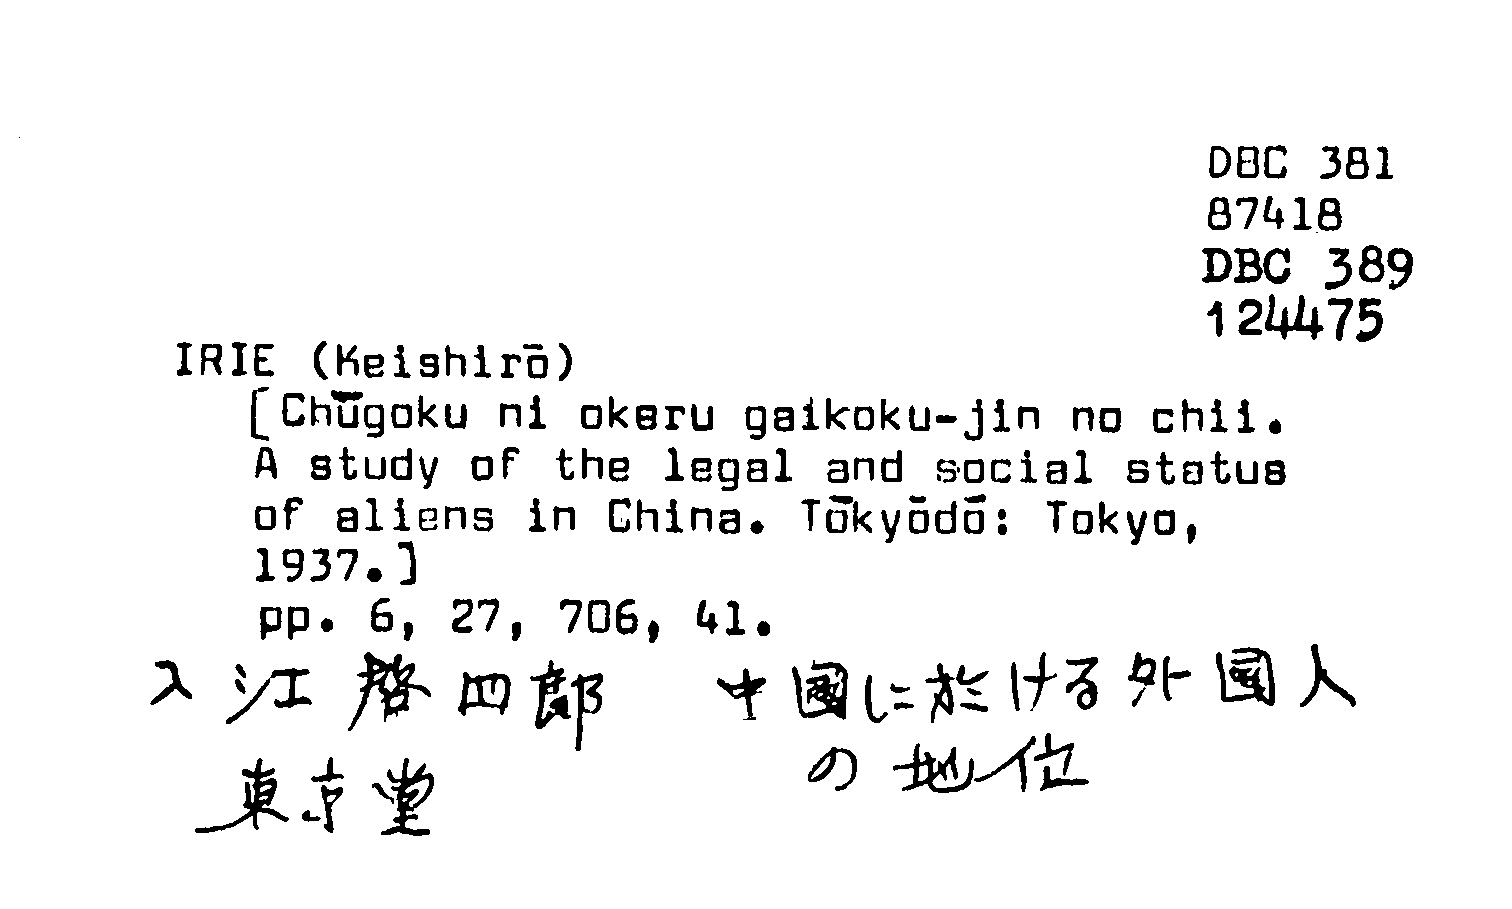 DBC 381
87418
DBC 389
124475
IRIE (Keishirō)
[Chūgoku ni okeru gaikoku-jin no chii.
A study of the legal and social status
of aliens in China. Tōkyōdō: Tokyo,
1937.]
pp. 6, 27, 706, 41.
入江啓四郎 中國に於ける外國人
の地位
東京堂